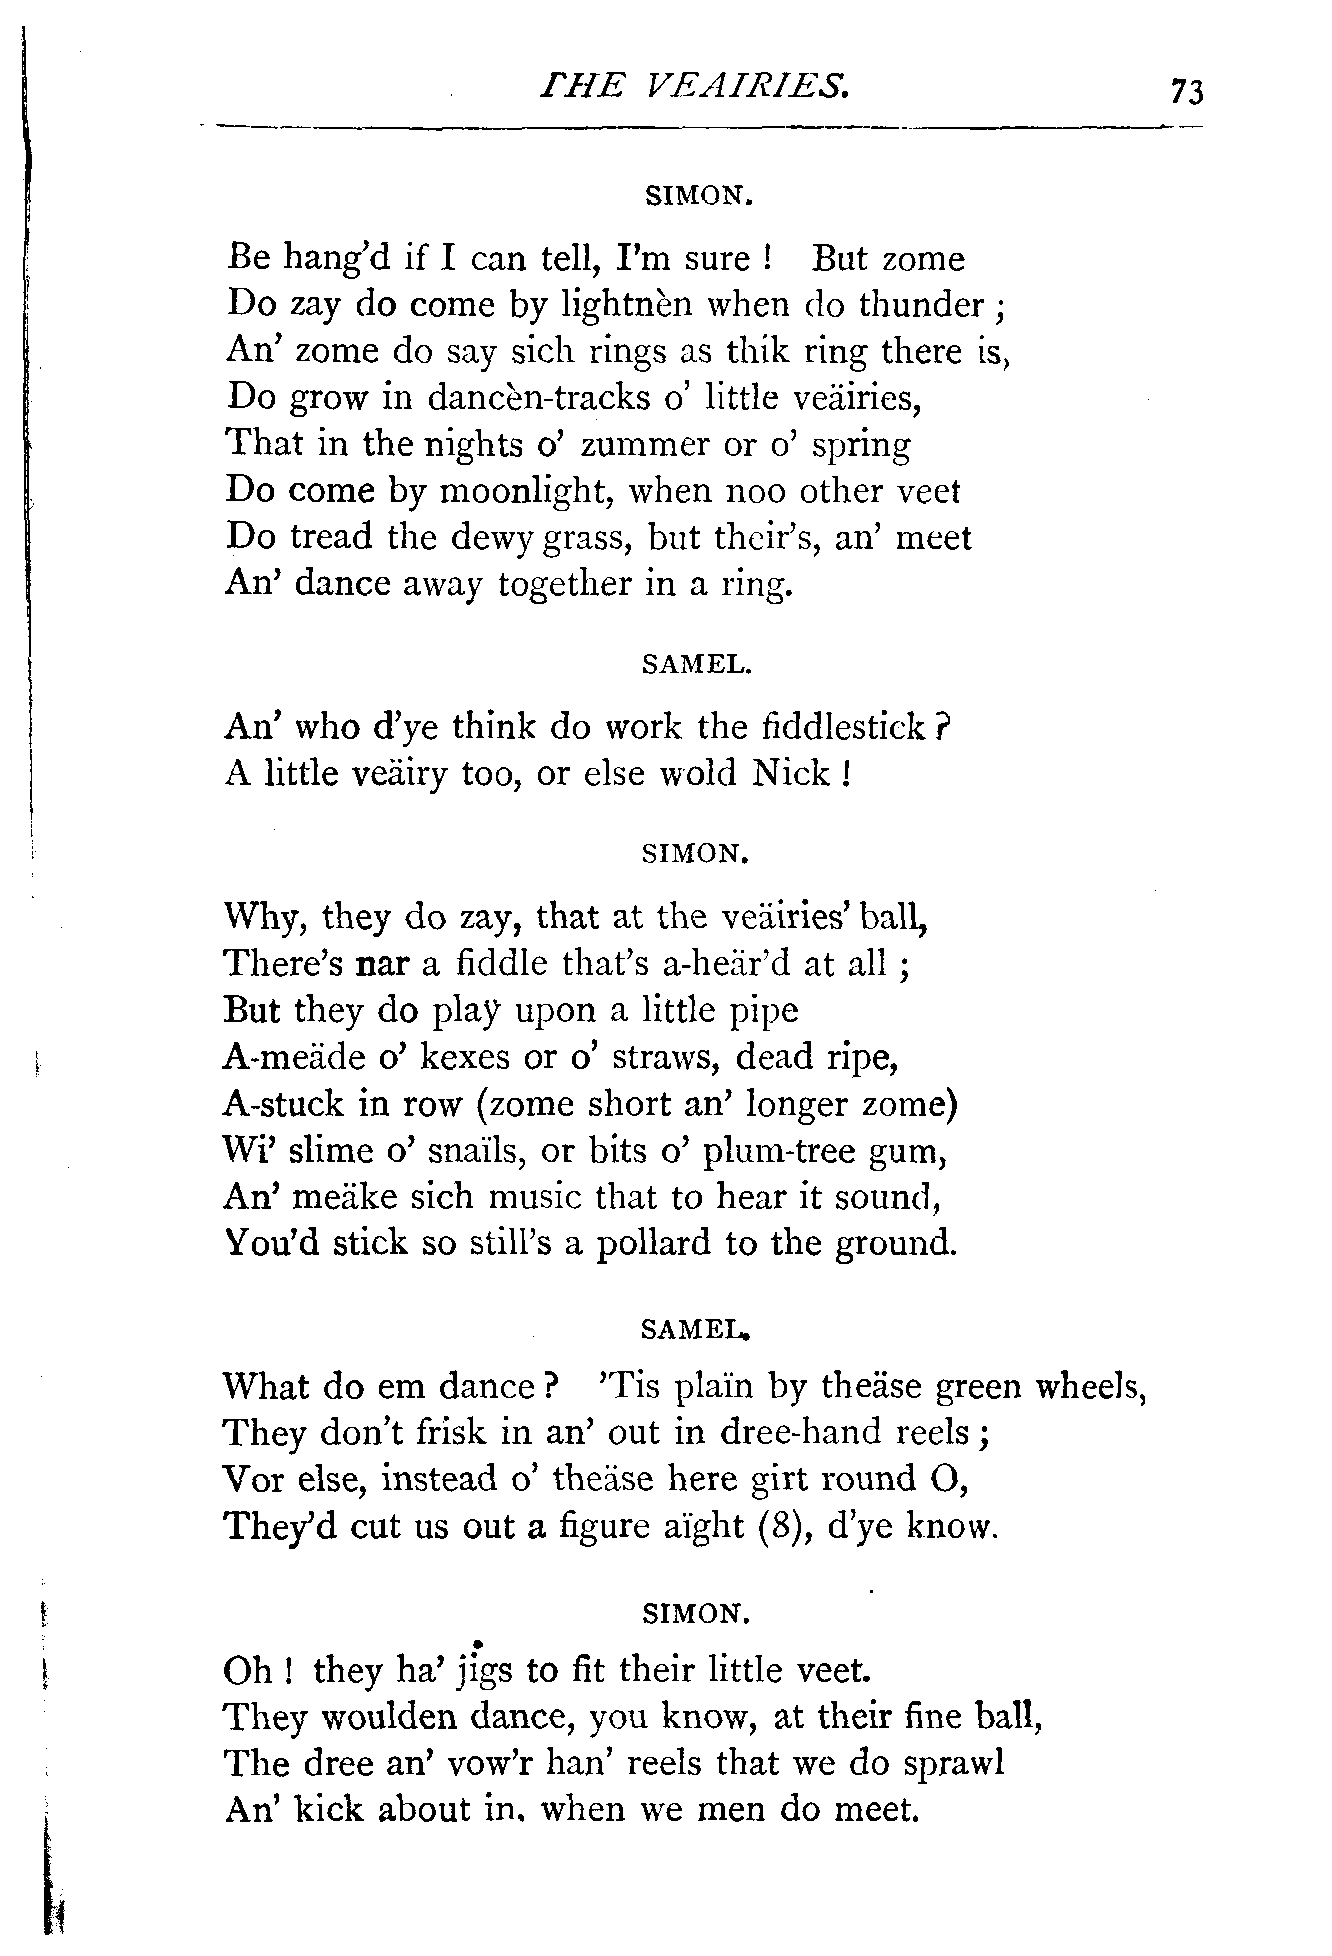 THE VEAIRIES. 73
SIMON.
Be hang'd if I can tell, I'm sure ! But zome
Do zay do come by lightnèn when do thunder ;
An' zome do say sich rings as thik ring there is,
Do grow in dancèn-tracks o' little veäiries,
That in the nights o' zummer or o' spring
Do come by moonlight, when noo other veet
Do tread the dewy grass, but their's, an' meet
An' dance away together in a ring.
SAMEL.
An' who d'ye think do work the fiddlestick ?
A little veäiry too, or else wold Nick !
SIMON.
Why, they do zay, that at the veäiries' ball,
There's nar a fiddle that's a-heär'd at all ;
But they do play upon a little pipe
A-meäde o' kexes or o' straws, dead ripe,
A-stuck in row (zome short an' longer zome)
Wi' slime o' snaïls, or bits o' plum-tree gum,
An' meäke sich music that to hear it sound,
You'd stick so still's a pollard to the ground.
SAMEL.
What do em dance ? 'Tis plaïn by theäse green wheels,
They don't frisk in an' out in dree-hand reels ;
Vor else, instead o' theäse here girt round O,
They'd cut us out a figure aïght (8), d'ye know.
SIMON.
Oh ! they ha' jigs to fit their little veet.
They woulden dance, you know, at their fine ball,
The dree an' vow'r han' reels that we do sprawl
An' kick about in, when we men do meet.